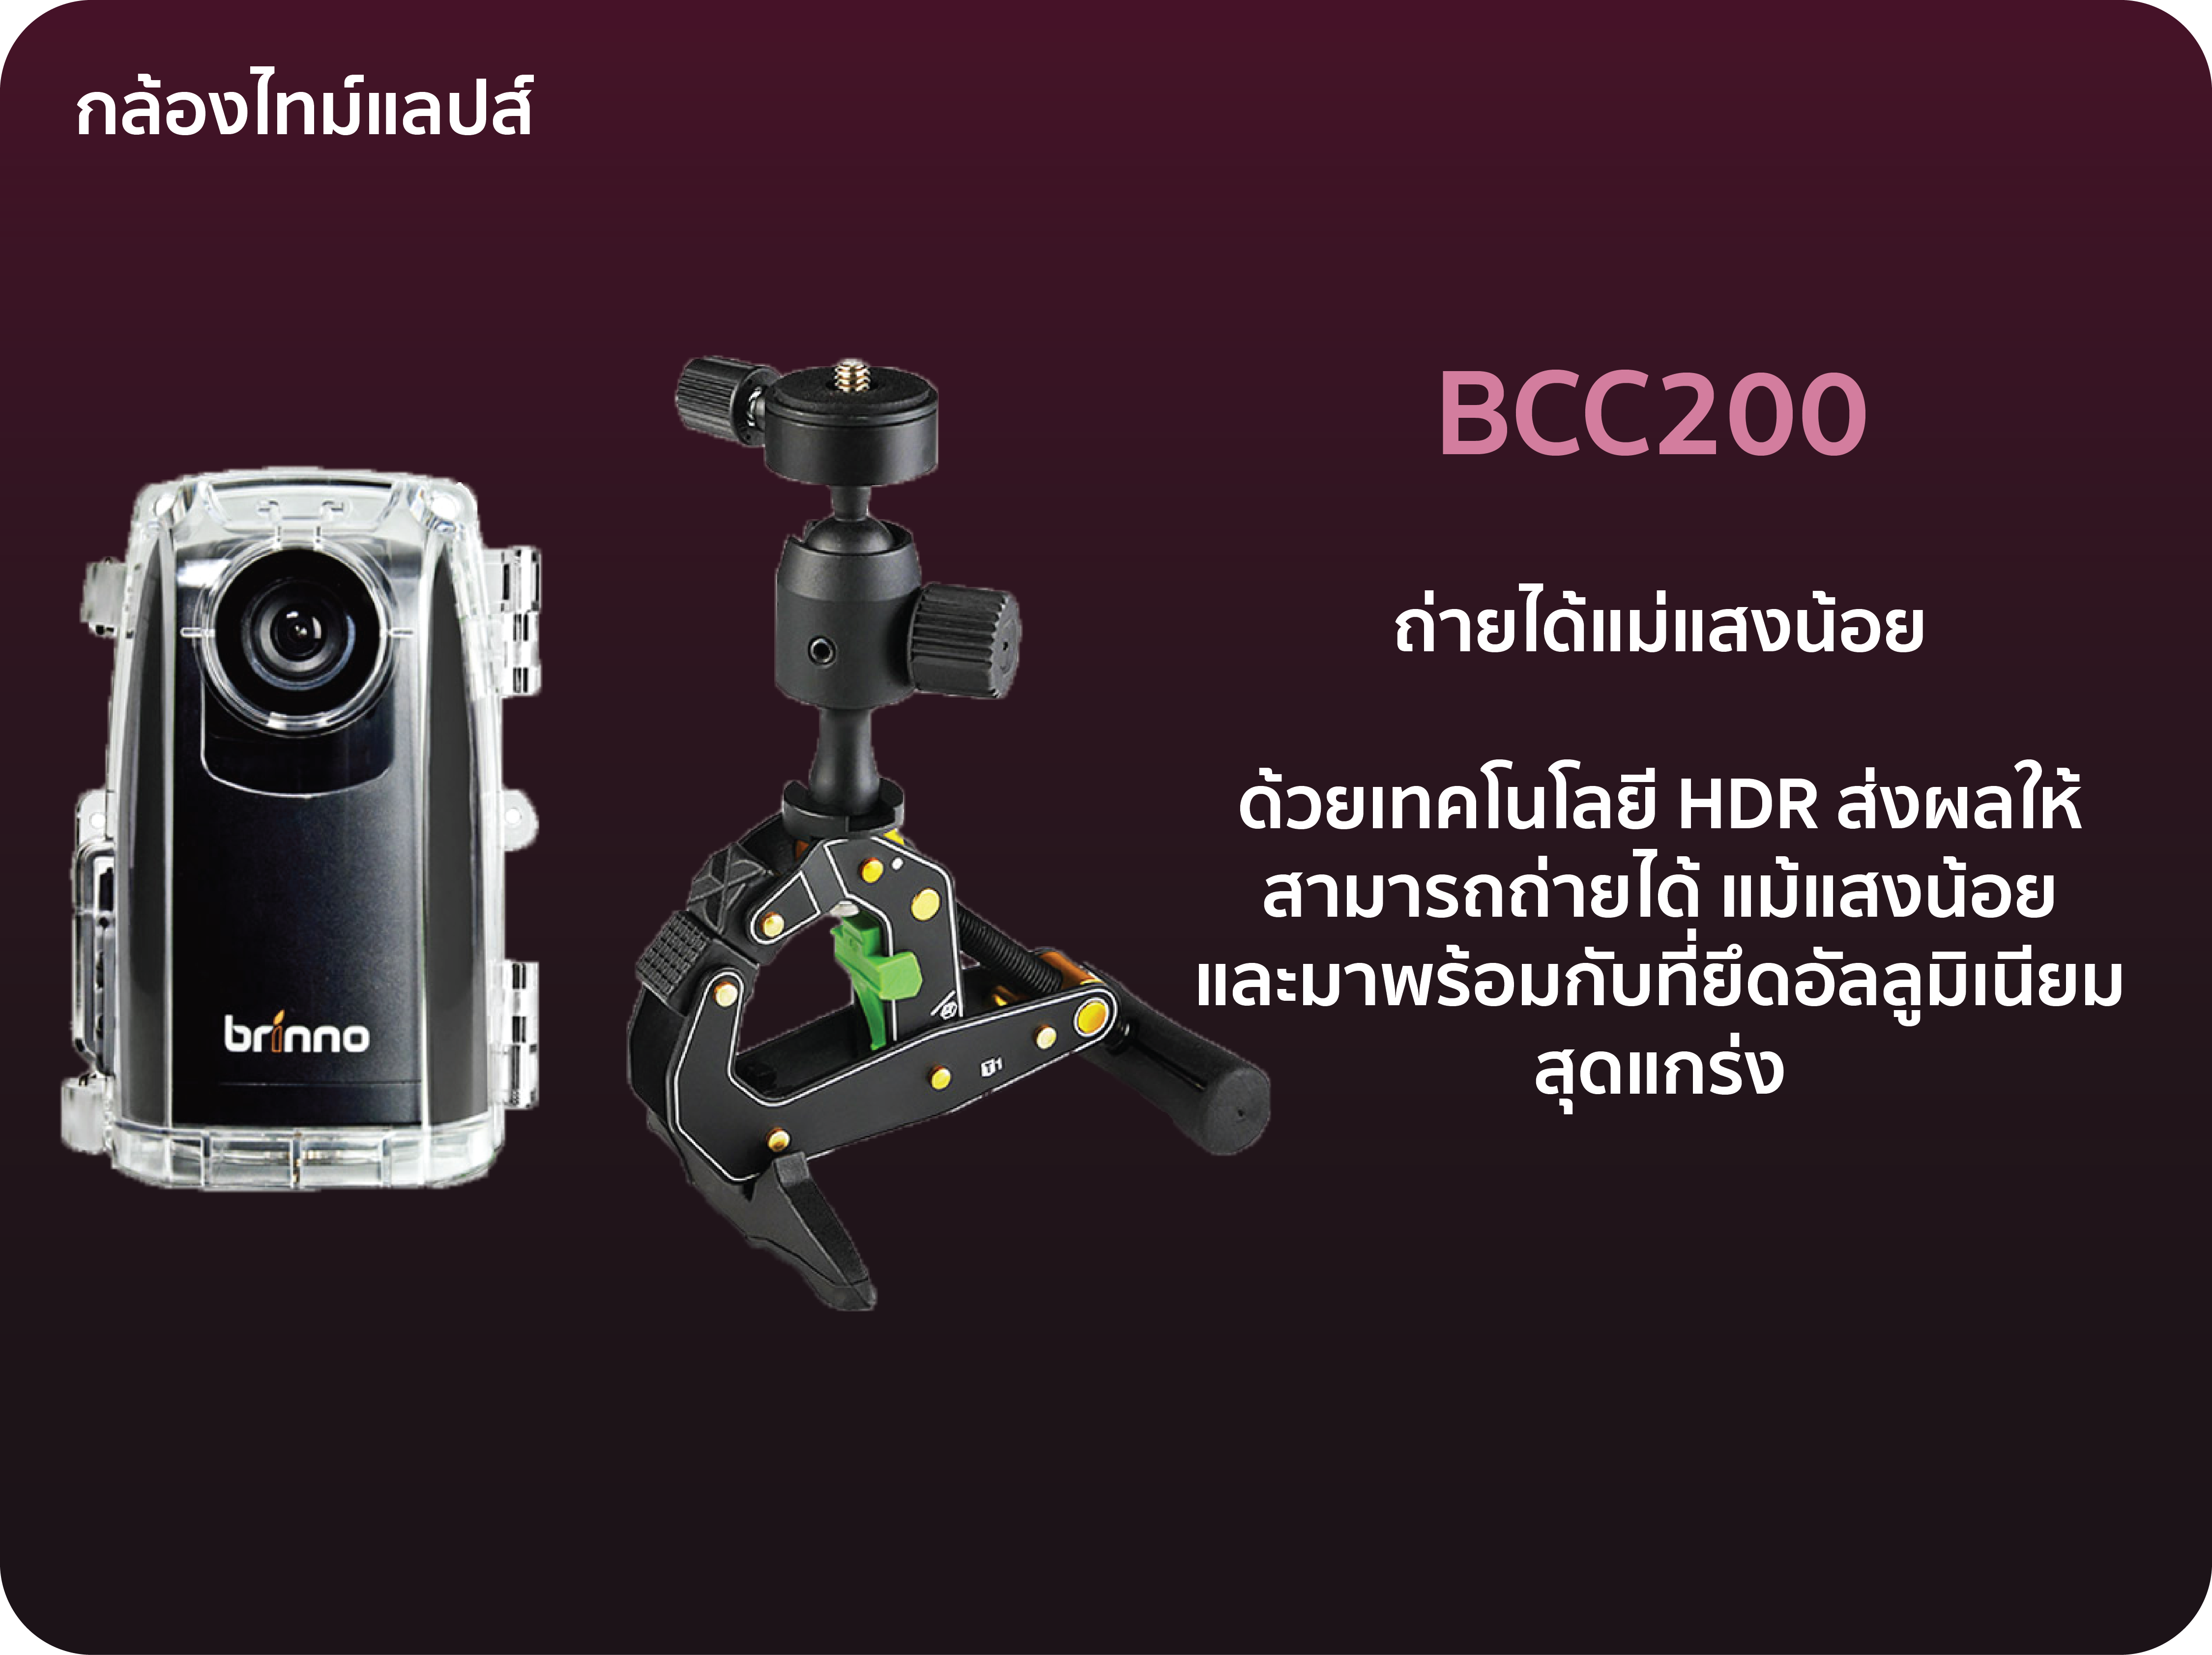 กล้องไทม์แลปส์
BCC200
ถ่ายได้แม่แสงน้อย
ด้วยเทคโนโลยี HDR ส่งผลให้
สามารถถ่ายได้ แม้แสงน้อย
และมาพร้อมกับที่ยึดอัลลูมิเนียม
สุดแกร่ง
brinno
T1